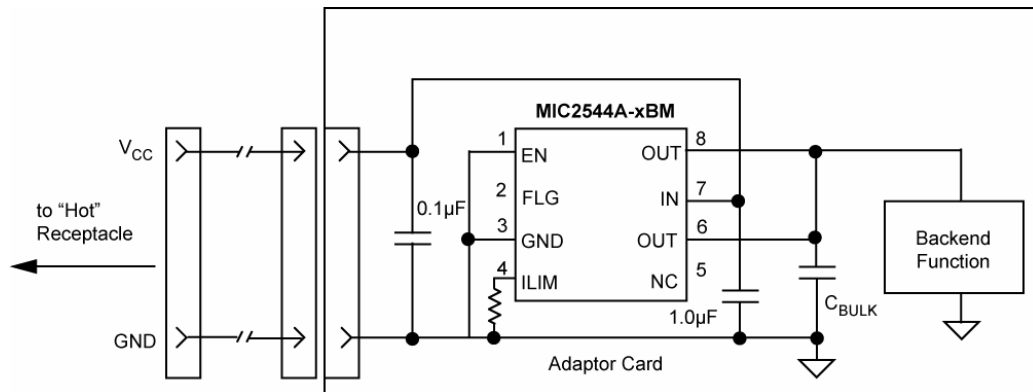 MIC2544A-xBM
VCC
1
EN
OUT
8
2
FLG
IN
7
0.1µF
to “Hot”
Receptacle
3
GND
OUT
6
Backend
Function
4
ILIM
NC
5
1.0µF
CBULK
GND
Adaptor Card